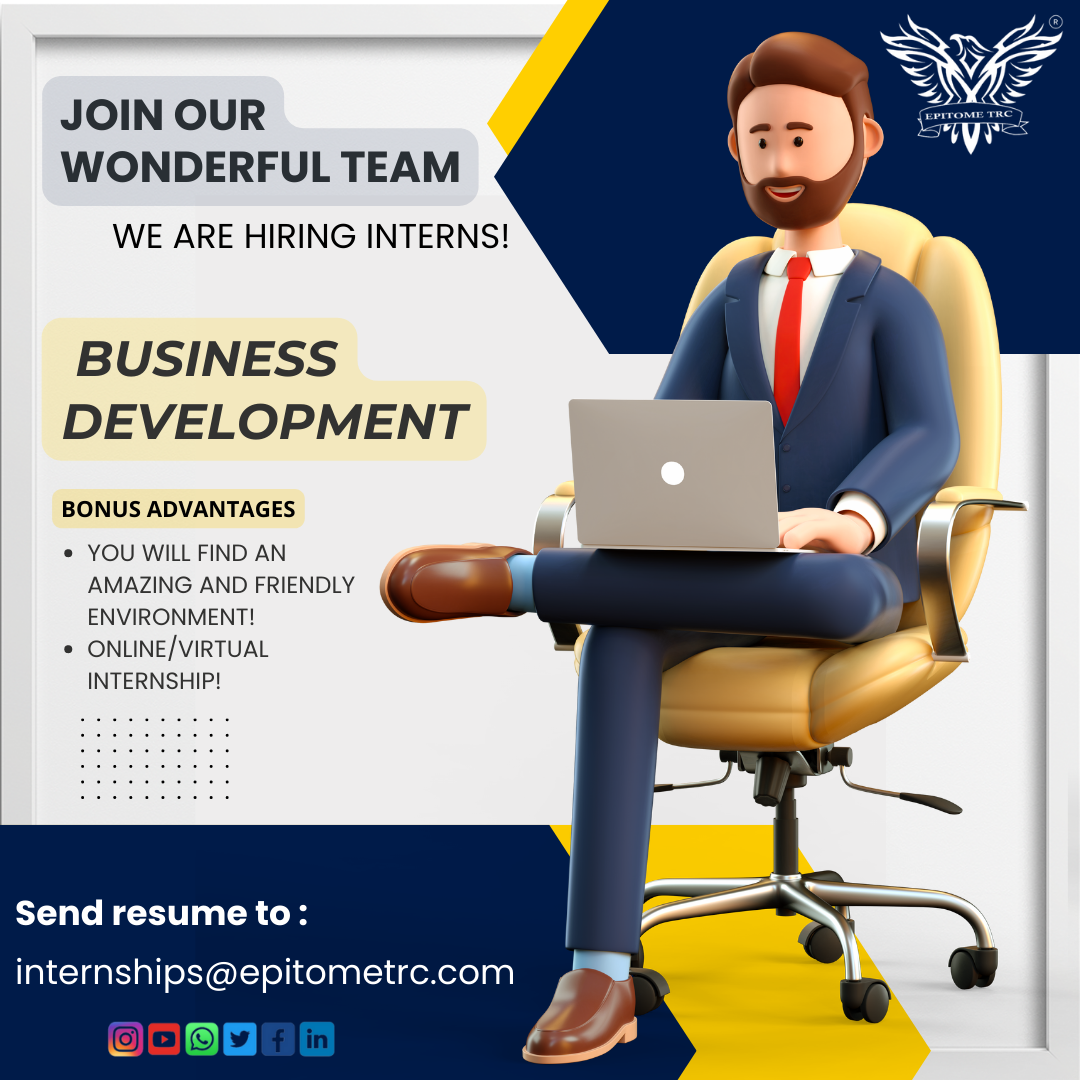 JOIN OUR
WONDERFUL TEAM
WE ARE HIRING INTERNS!
BUSINESS
DEVELOPMENT
BONUS ADVANTAGES
• YOU WILL FIND AN
AMAZING AND FRIENDLY
ENVIRONMENT!
• ONLINE/VIRTUAL
INTERNSHIP!
Send resume to :
internships@epitometrc.com
®
EPITOME TRC